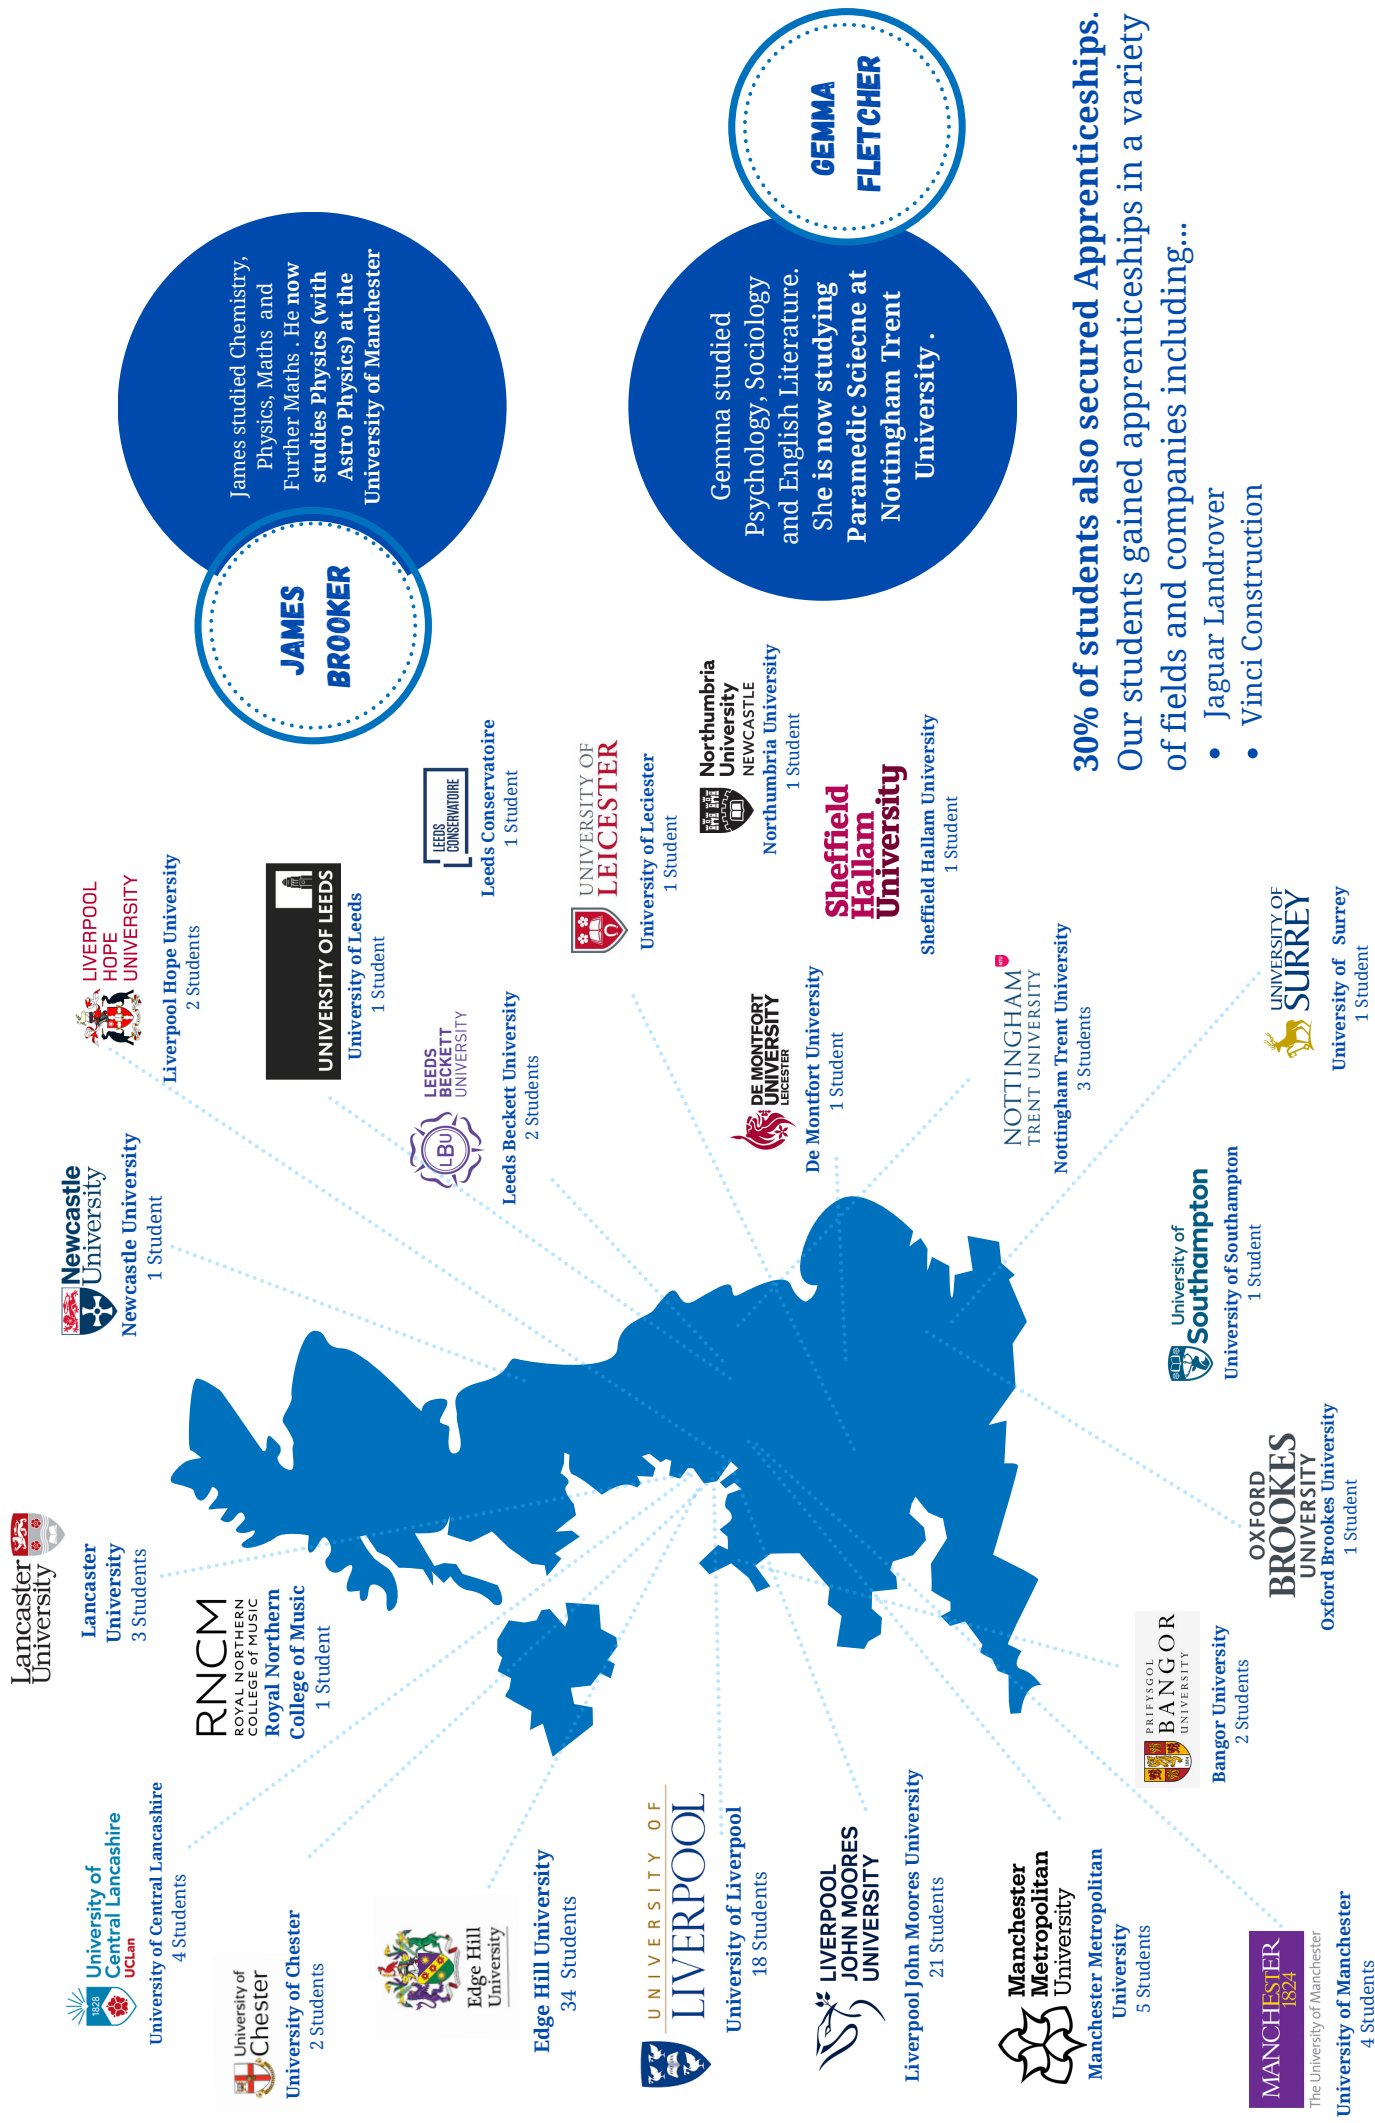 Lancaster
University
Lancaster
University
3 Students
Newcastle
University
Newcastle University
1 Student
LIVERPOOL
HOPE
UNIVERSITY
Liverpool Hope University
2 Students
1828
University of
Central Lancashire
UCLan
University of Central Lancashire
4 Students
RNCM
ROYAL NORTHERN
COLLEGE of MUSIC
Royal Northern
College of Music
1 Student
UNIVERSITY OF LEEDS
University of Leeds
1 Student
JAMES
BROOKER
James studied Chemistry,
Physics, Maths and
Further Maths . He now
studies Physics (with
Astro Physics) at the
University of Manchester
University of
Chester
University of Chester
2 Students
LBU
LEEDS
BECKETT
UNIVERSITY
Leeds Beckett University
2 Students
LEEDS
CONSERVATOIRE
Leeds Conservatoire
1 Student
Edge Hill
University
Edge Hill University
34 Students
UNIVERSITY OF
LEICESTER
University of Leciester
1 Student
UNIVERSITY OF
LIVERPOOL
University of Liverpool
18 Students
DE MONTFORT
UNIVERSITY
LEICESTER
De Montfort University
1 Student
Northumbria
University
NEWCASTLE
Northumbria University
1 Student
Gemma studied
Psychology, Sociology
and English Literature.
She is now studying
Paramedic Sciecne at
Nottingham Trent
University .
GEMMA
FLETCHER
LIVERPOOL
JOHN MOORES
UNIVERSITY
Liverpool John Moores University
21 Students
Sheffield
Hallam
University
Sheffield Hallam University
1 Student
Manchester
Metropolitan
University
Manchester Metropolitan
University
5 Students
NOTTINGHAM
TRENT UNIVERSITY
NTU
Nottingham Trent University
3 Students
30% of students also secured Apprenticeships.
Our students gained apprenticeships in a variety
of fields and companies including...
• Jaguar Landrover
• Vinci Construction
PRIFYSGOL
BANGOR
UNIVERSITY
Bangor University
2 Students
University of
Southampton
University of Southampton
1 Student
MANCHESTER
1824
The University of Manchester
University of Manchester
4 Students
OXFORD
BROOKES
UNIVERSITY
Oxford Brookes University
1 Student
UNIVERSITY OF
SURREY
University of Surrey
1 Student